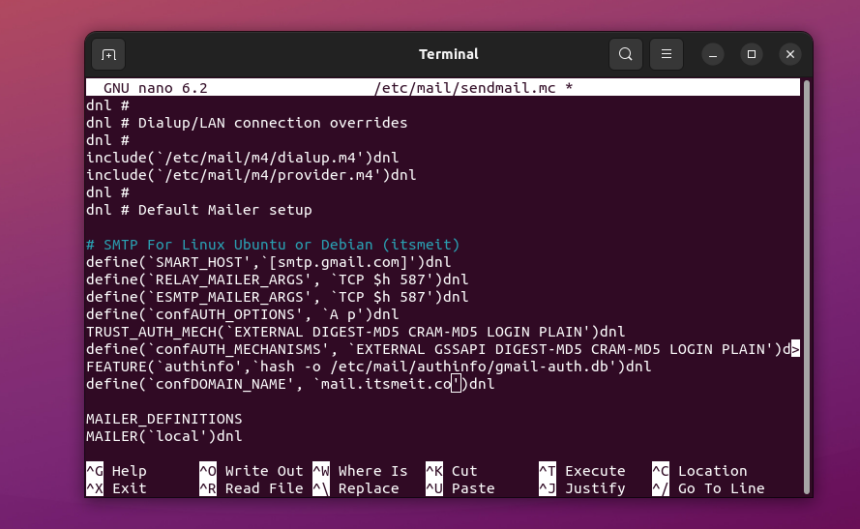 Terminal
GNU nano 6.2 /etc/mail/sendmail.mc *
dnl #
dnl # Dialup/LAN connection overrides
dnl #
include(`/etc/mail/m4/dialup.m4')dnl
include(`/etc/mail/m4/provider.m4')dnl
dnl #
dnl # Default Mailer setup
# SMTP For Linux Ubuntu or Debian (itsmeit)
define(`SMART_HOST',`[smtp.gmail.com]')dnl
define(`RELAY_MAILER_ARGS', `TCP $h 587')dnl
define(`ESMTP_MAILER_ARGS', `TCP $h 587')dnl
define(`confAUTH_OPTIONS', `A p')dnl
TRUST_AUTH_MECH(`EXTERNAL DIGEST-MD5 CRAM-MD5 LOGIN PLAIN')dnl
define(`confAUTH_MECHANISMS', `EXTERNAL GSSAPI DIGEST-MD5 CRAM-MD5 LOGIN PLAIN')d>
FEATURE(`authinfo',`hash -o /etc/mail/authinfo/gmail-auth.db')dnl
define(`confDOMAIN_NAME', `mail.itsmeit.co')dnl
MAILER_DEFINITIONS
MAILER(`local')dnl
^G Help ^O Write Out ^W Where Is ^K Cut ^T Execute ^C Location
^X Exit ^R Read File ^\ Replace ^U Paste ^J Justify ^/ Go To Line